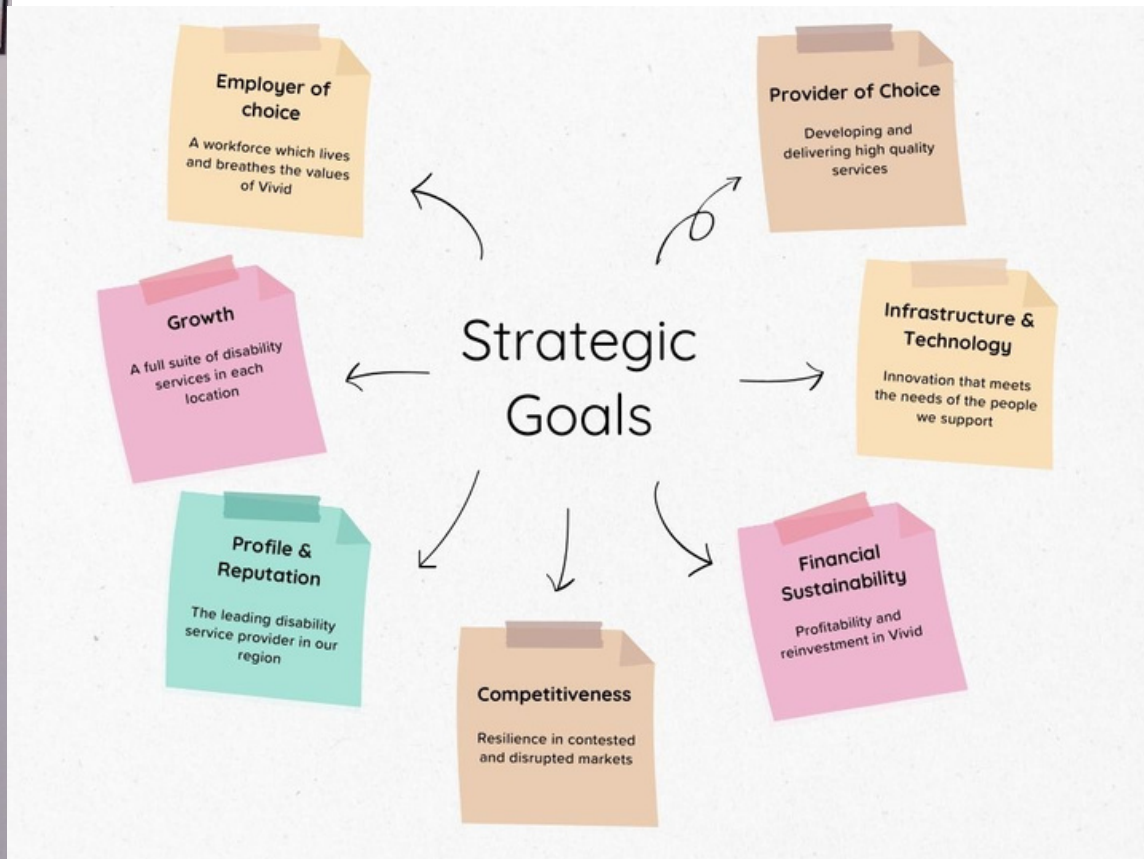 Employer of
choice
A workforce which lives
and breathes the values
of Vivid
Provider of Choice
Developing and
delivering high quality
services
Growth
A full suite of disability
services in each
location
Strategic
Goals
Infrastructure &
Technology
Innovation that meets
the needs of the people
we support
Profile &
Reputation
The leading disability
service provider in our
region
Competitiveness
Resilience in contested
and disrupted markets
Financial
Sustainability
Profitability and
reinvestment in Vivid